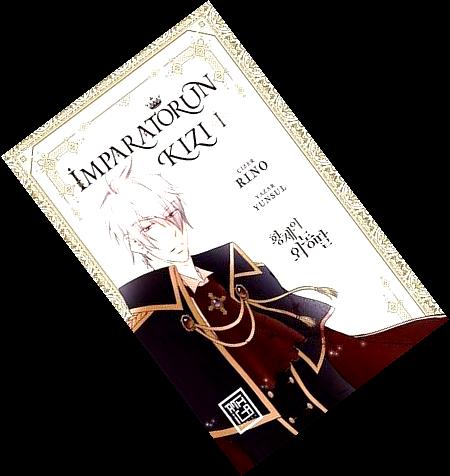 İMPARATORUN
KIZI 1
ÇİZER
RINO
YAZAR
YUNSUL
황제의
외동딸